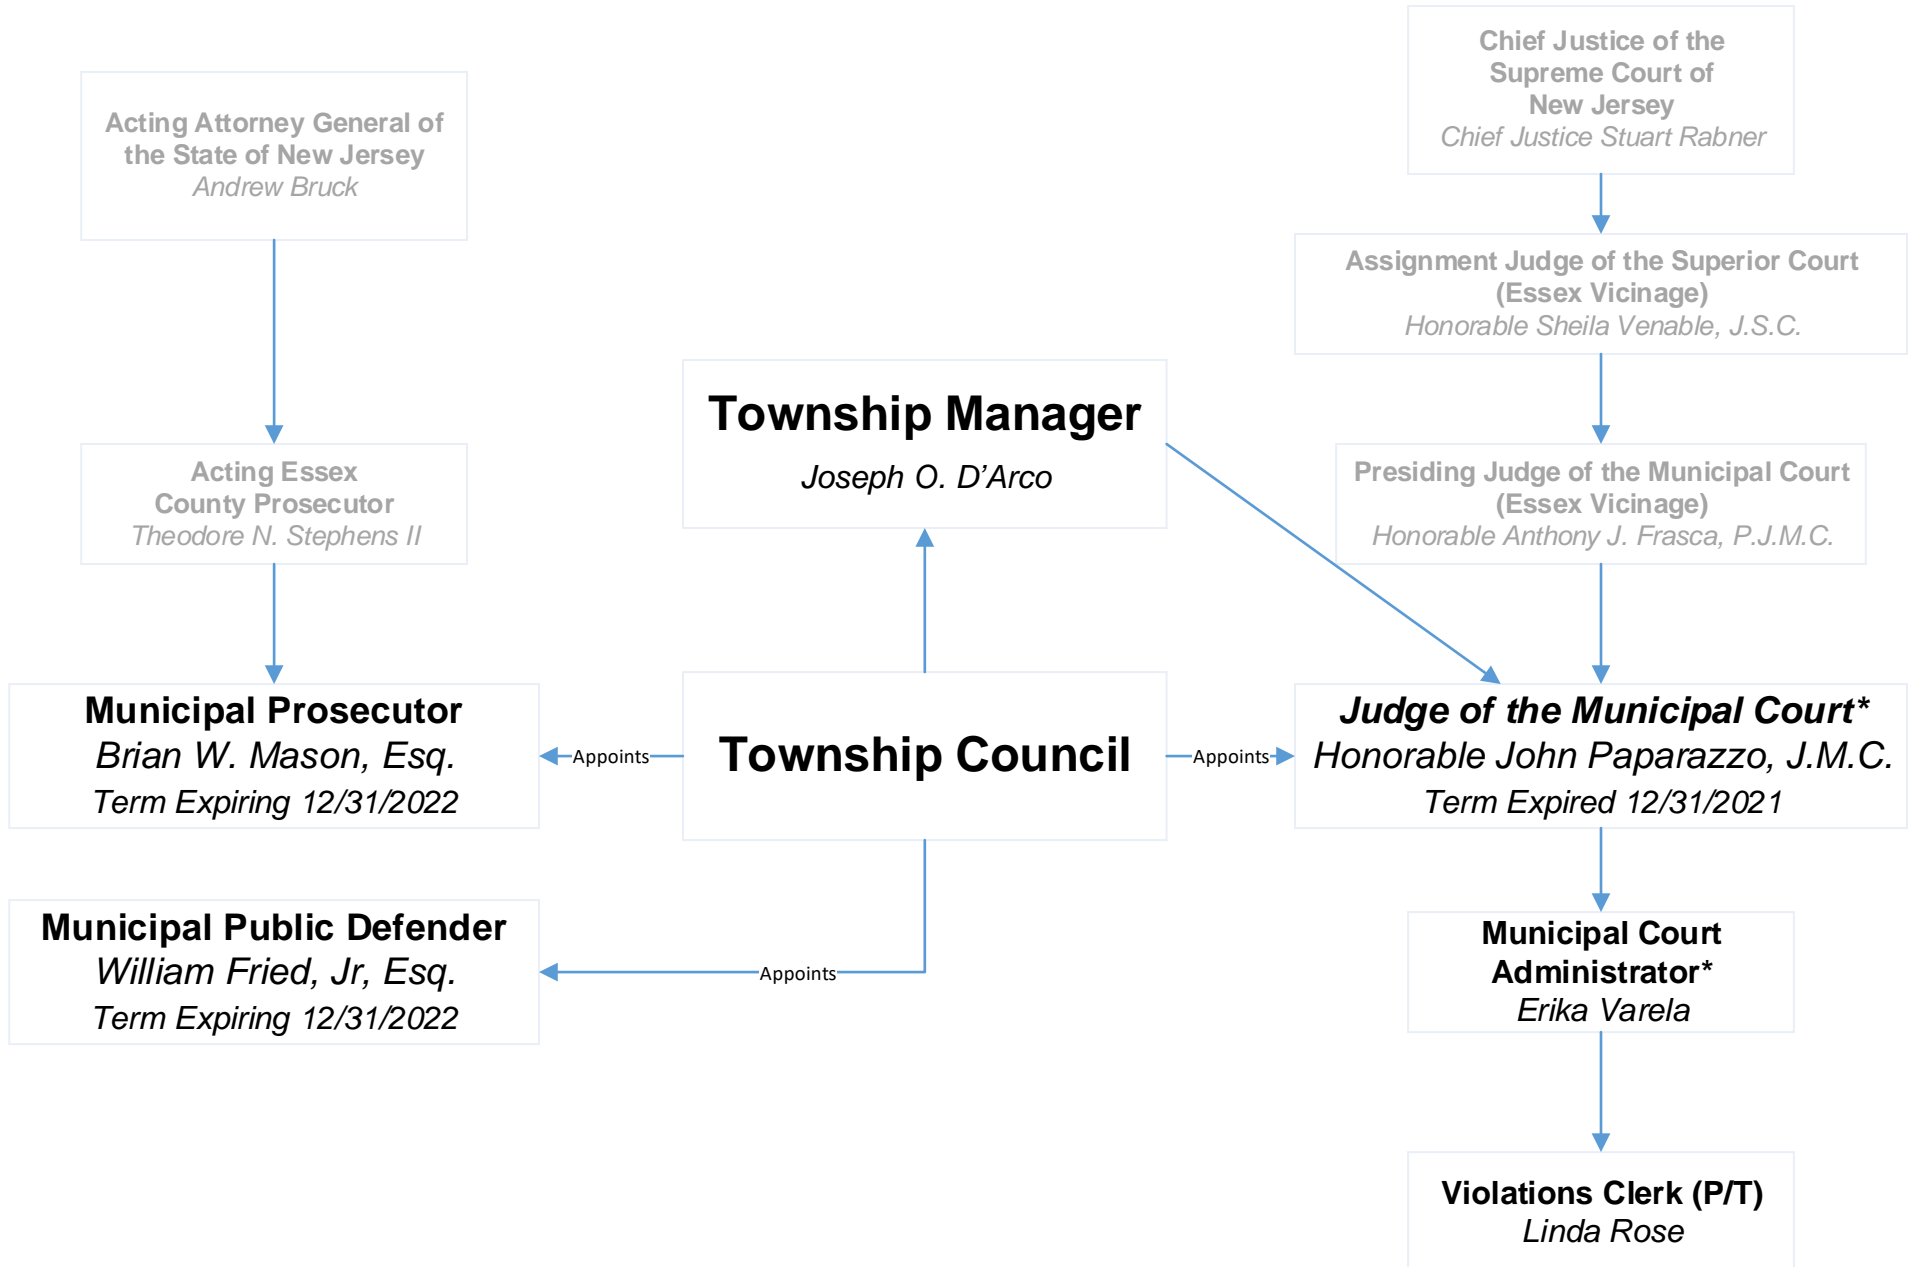 Chief Justice of the
Supreme Court of
New Jersey
Chief Justice Stuart Rabner
Acting Attorney General of
the State of New Jersey
Andrew Bruck
Assignment Judge of the Superior Court
(Essex Vicinage)
Honorable Sheila Venable, J.S.C.
Township Manager
Joseph O. D’Arco
Acting Essex
County Prosecutor
Theodore N. Stephens II
Presiding Judge of the Municipal Court
(Essex Vicinage)
Honorable Anthony J. Frasca, P.J.M.C.
Municipal Prosecutor
Brian W. Mason, Esq.
Term Expiring 12/31/2022
Appoints
Township Council
Appoints
Judge of the Municipal Court*
Honorable John Paparazzo, J.M.C.
Term Expired 12/31/2021
Municipal Public Defender
William Fried, Jr, Esq.
Term Expiring 12/31/2022
Appoints
Municipal Court
Administrator*
Erika Varela
Violations Clerk (P/T)
Linda Rose